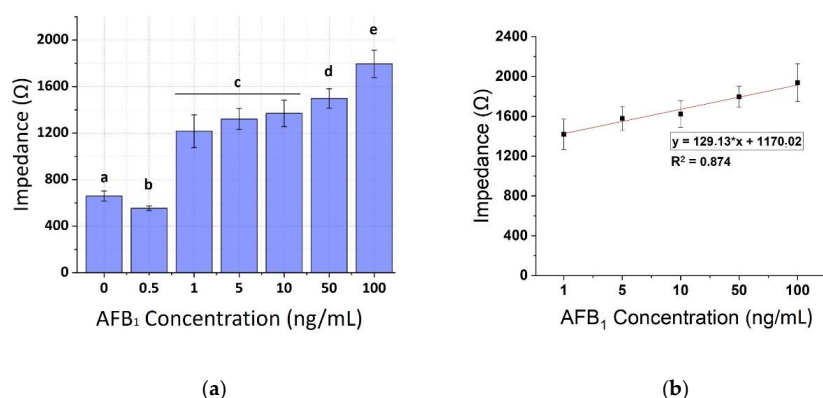 2000
1600
1200
800
400
0
Impedance (Ω)
a
b
c
d
e
0 0.5 1 5 10 50 100
AFB₁ Concentration (ng/mL)
(a)
b)
2400
2000
1600
1200
800
400
0
Impedance (Ω)
y = 129.13*x + 1170.02
R² = 0.874
1 5 10 50 100
AFB₁ Concentration (ng/mL)
(b)